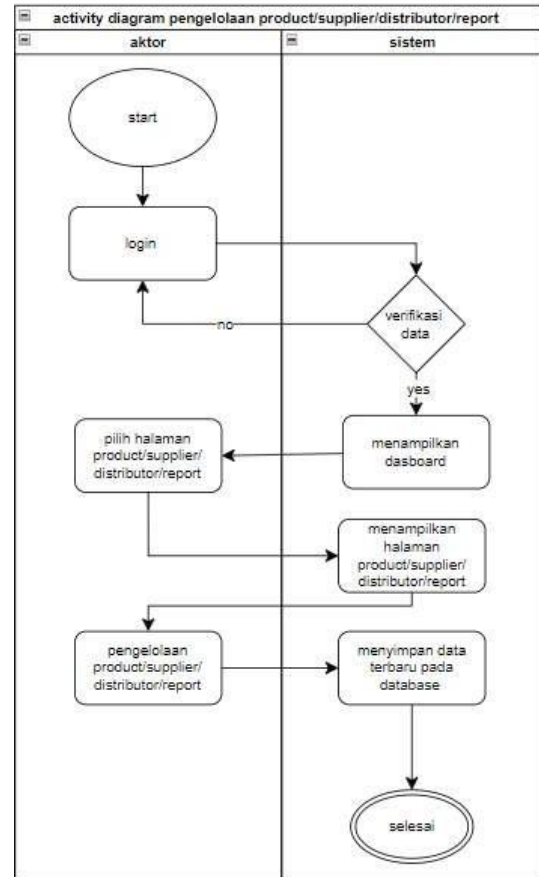 activity diagram pengelolaan product/supplier/distributor/report
aktor
sistem
start
login
verifikasi
data
no
yes
menampilkan
dasboard
pilih halaman
product/supplier/
distributor/report
menampilkan
halaman
product/supplier/
distributor/report
pengelolaan
product/supplier/
distributor/report
menyimpan data
terbaru pada
database
selesai